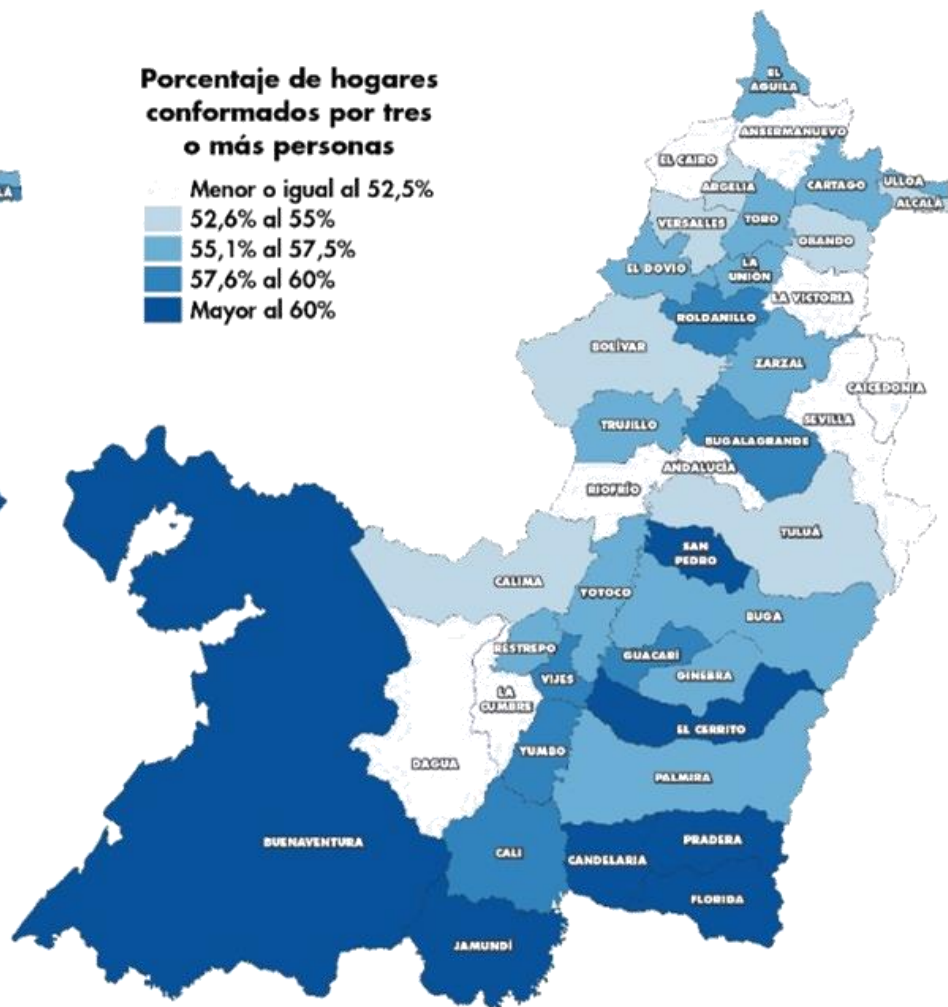 Porcentaje de hogares
conformados por tres
o más personas
Menor o igual al 52,5%
52,6% al 55%
55,1% al 57,5%
57,6% al 60%
Mayor al 60%
EL
ÁGUILA
ANSERMANUEVO
EL CAIRO
ARGELIA
CARTAGO
ULLOA
ALCALÁ
LÁ
VERSALLES
TORO
OBANDO
EL DOVIO
LA
UNIÓN
LA VICTORIA
ROLDANILLO
BOLÍVAR
ZARZAL
CAICEDONIA
SEVILLA
TRUJILLO
BUGALAGRANDE
ANDALUCÍA
RIOFRÍO
TULUÁ
SAN
PEDRO
CALIMA
YOTOCO
BUGA
RESTREPO
GUACARÍ
GINEBRA
VIJES
LA
CUMBRE
EL CERRITO
YUMBO
DAGUA
PALMIRA
BUENAVENTURA
PRADERA
CALI
CANDELARIA
FLORIDA
JAMUNDÍ